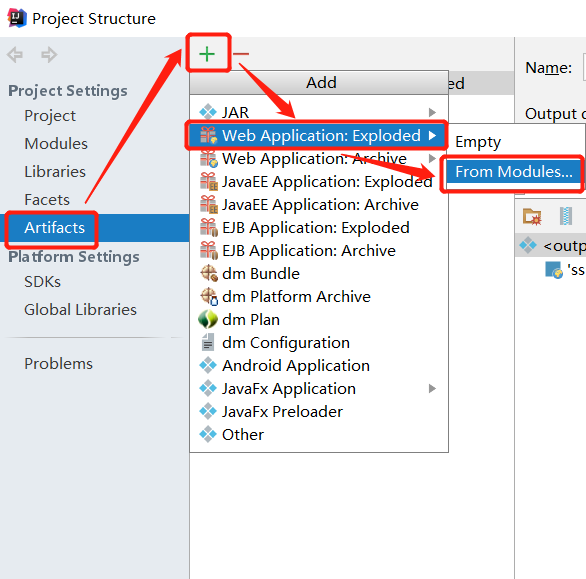 Project Structure
Project Settings
Project
Modules
Libraries
Facets
Artifacts
Platform Settings
SDKs
Global Libraries
Problems
Add
JAR
Web Application: Exploded
Web Application: Archive
JavaEE Application: Exploded
JavaEE Application: Archive
EJB Application: Exploded
EJB Application: Archive
dm Bundle
dm Platform Archive
dm Plan
dm Configuration
Android Application
JavaFx Application
JavaFx Preloader
Other
Empty
From Modules...
ed
Name:
Output d
<outp
'ss